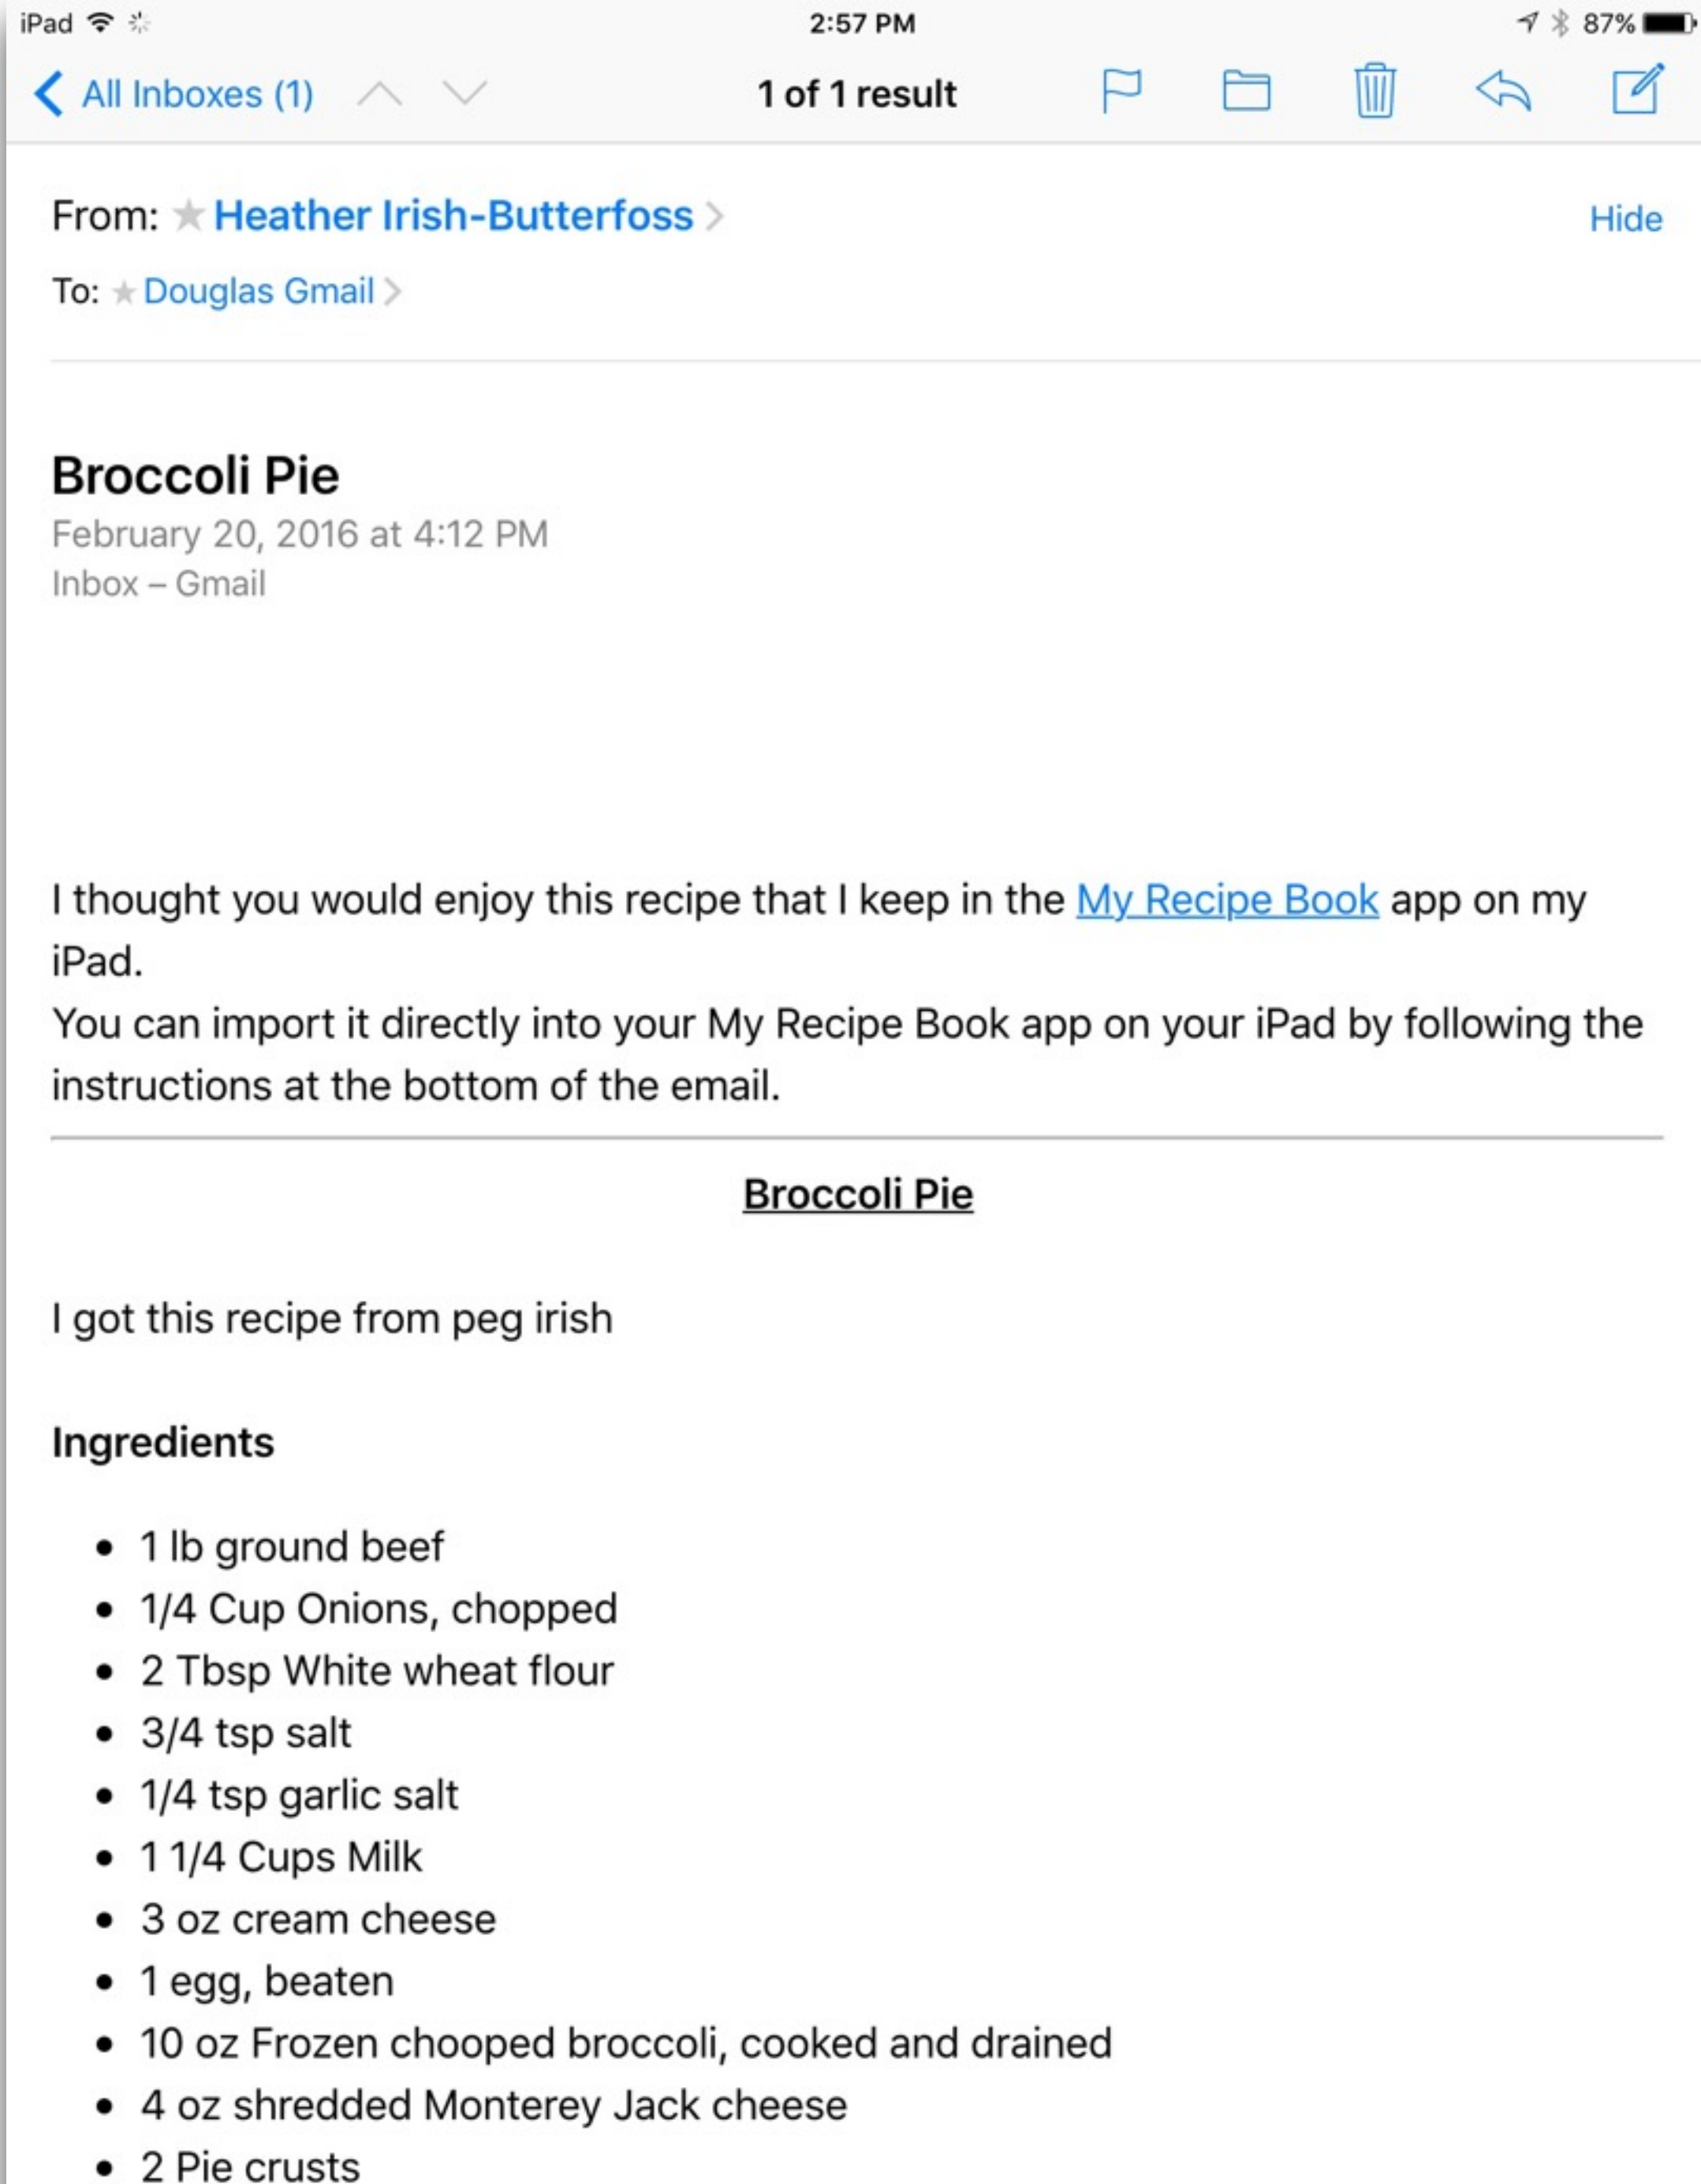 iPad
2:57 PM
87%
All Inboxes (1)
1 of 1 result
From: Heather Irish-Butterfoss
Hide
To: Douglas Gmail
Broccoli Pie
February 20, 2016 at 4:12 PM
Inbox – Gmail
I thought you would enjoy this recipe that I keep in the My Recipe Book app on my
iPad.
You can import it directly into your My Recipe Book app on your iPad by following the
instructions at the bottom of the email.
Broccoli Pie
I got this recipe from peg irish
Ingredients
• 1 lb ground beef
• 1/4 Cup Onions, chopped
• 2 Tbsp White wheat flour
• 3/4 tsp salt
• 1/4 tsp garlic salt
• 1 1/4 Cups Milk
• 3 oz cream cheese
• 1 egg, beaten
• 10 oz Frozen chooped broccoli, cooked and drained
• 4 oz shredded Monterey Jack cheese
• 2 Pie crusts